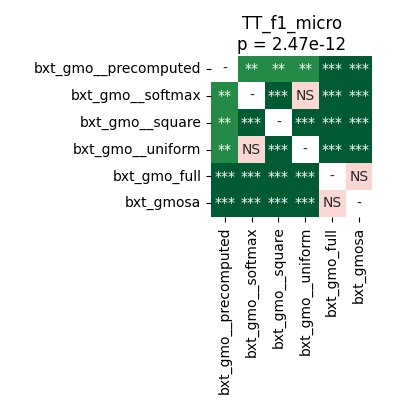 TT_f1_micro
p = 2.47e-12
bxt_gmo__precomputed - ** ** ** *** ***
bxt_gmo__softmax ** - *** NS *** ***
bxt_gmo__square ** *** - *** *** ***
bxt_gmo__uniform ** NS *** - *** ***
bxt_gmo_full *** *** *** *** - NS
bxt_gmosa *** *** *** *** NS -
bxt_gmo__precomputed
bxt_gmo__softmax
bxt_gmo__square
bxt_gmo__uniform
bxt_gmo_full
bxt_gmosa